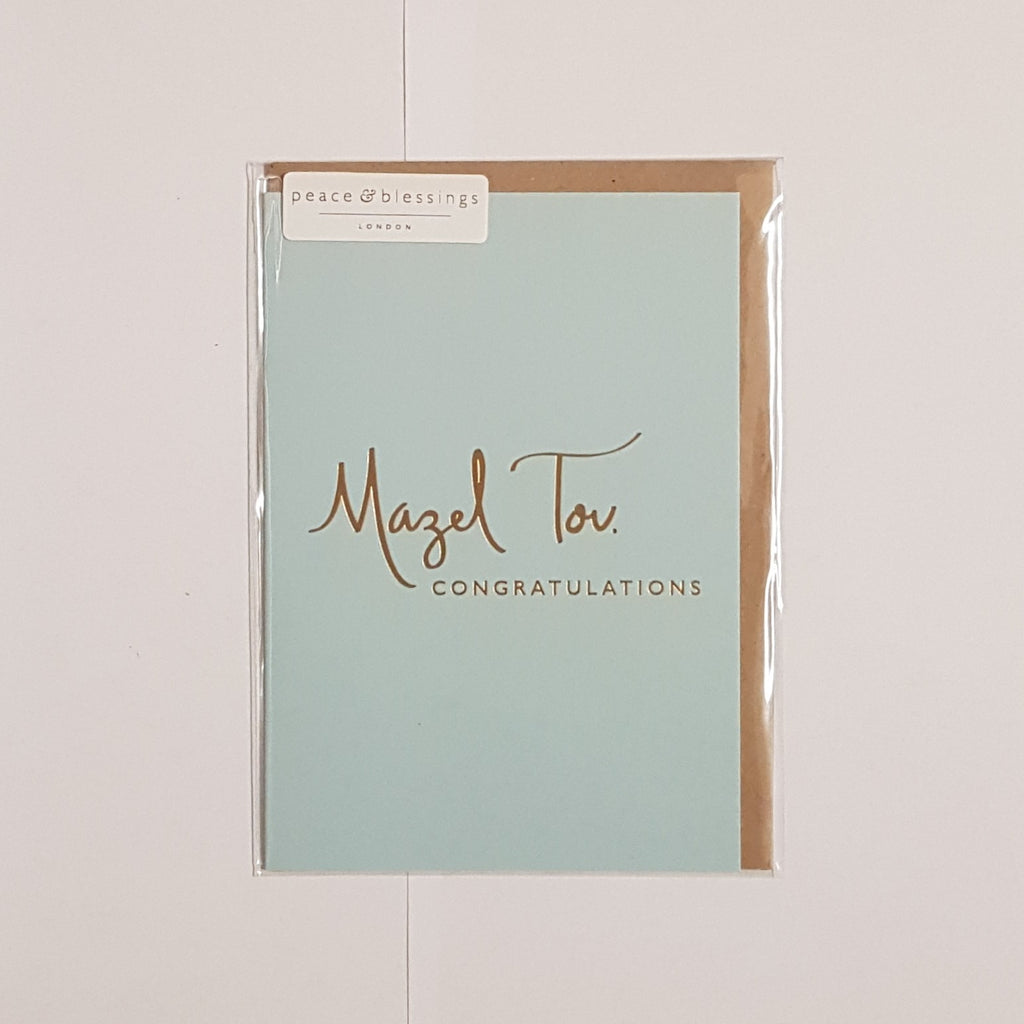 peace & blessings
LONDON
Mazel Tov.
CONGRATULATIONS